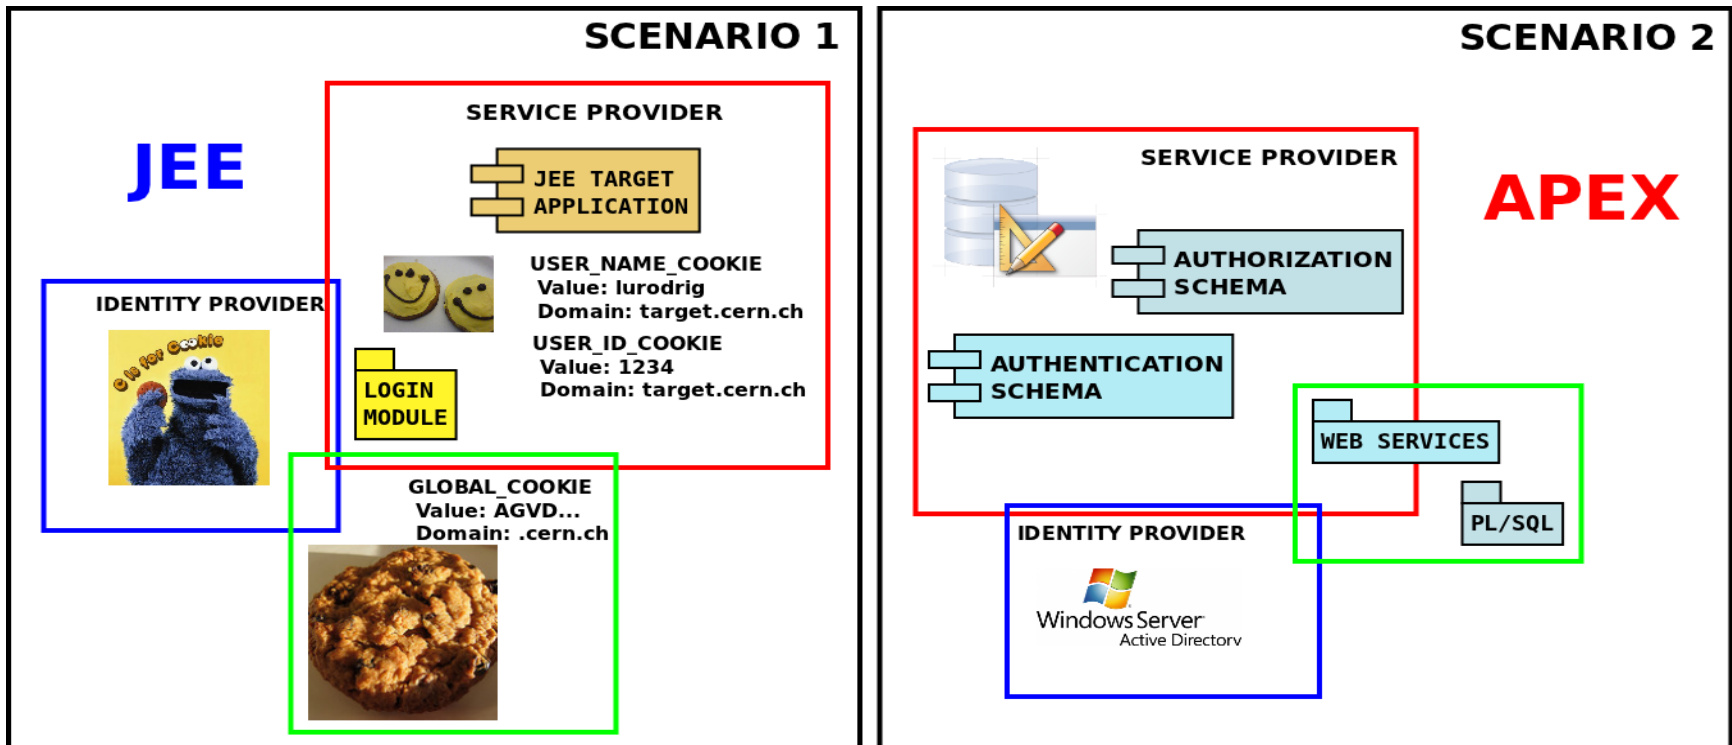 SCENARIO 1
JEE
SERVICE PROVIDER
JEE TARGET
APPLICATION
USER_NAME_COOKIE
Value: lurodrig
Domain: target.cern.ch
USER_ID_COOKIE
Value: 1234
Domain: target.cern.ch
LOGIN
MODULE
IDENTITY PROVIDER
C is for Cookie
GLOBAL_COOKIE
Value: AGVD...
Domain: .cern.ch
SCENARIO 2
APEX
SERVICE PROVIDER
AUTHORIZATION
SCHEMA
AUTHENTICATION
SCHEMA
WEB SERVICES
PL/SQL
IDENTITY PROVIDER
Windows Server
Active Directory